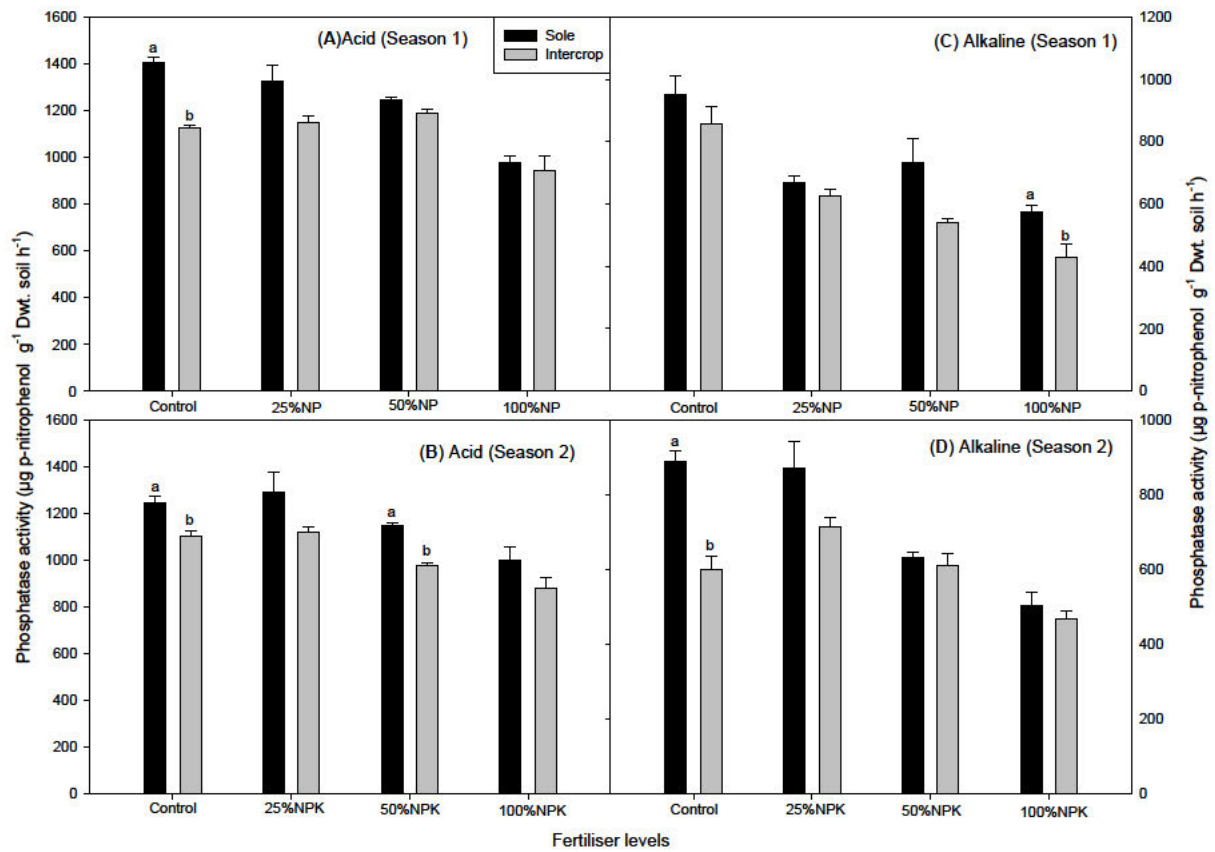 Phosphatase activity (µg p-nitrophenol g⁻¹ Dwt. soil h⁻¹)
(A)Acid (Season 1)
Sole
Intercrop
1600
1400
1200
1000
800
600
400
200
0
a
b
Control
25%NP
50%NP
100%NP
(C) Alkaline (Season 1)
1200
1000
800
600
400
200
0
a
b
Control
25%NP
50%NP
100%NP
(B) Acid (Season 2)
1600
1400
1200
1000
800
600
400
200
0
a
b
a
b
Control
25%NPK
50%NPK
100%NPK
(D) Alkaline (Season 2)
1000
800
600
400
200
0
a
b
Control
25%NPK
50%NPK
100%NPK
Phosphatase activity (µg p-nitrophenol g⁻¹ Dwt. soil h⁻¹)
Fertiliser levels